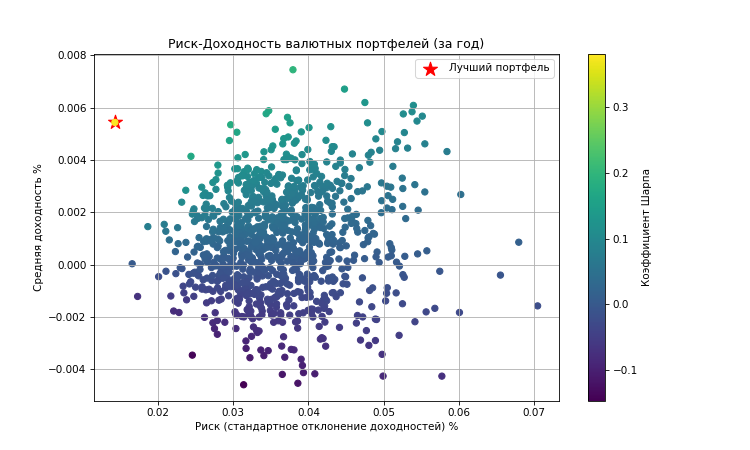 Риск-Доходность валютных портфелей (за год)
Лучший портфель
0.008
0.006
0.004
0.002
0.000
−0.002
−0.004
Средняя доходность %
0.02 0.03 0.04 0.05 0.06 0.07
Риск (стандартное отклонение доходностей) %
0.3
0.2
0.1
0.0
−0.1
Коэффициент Шарпа